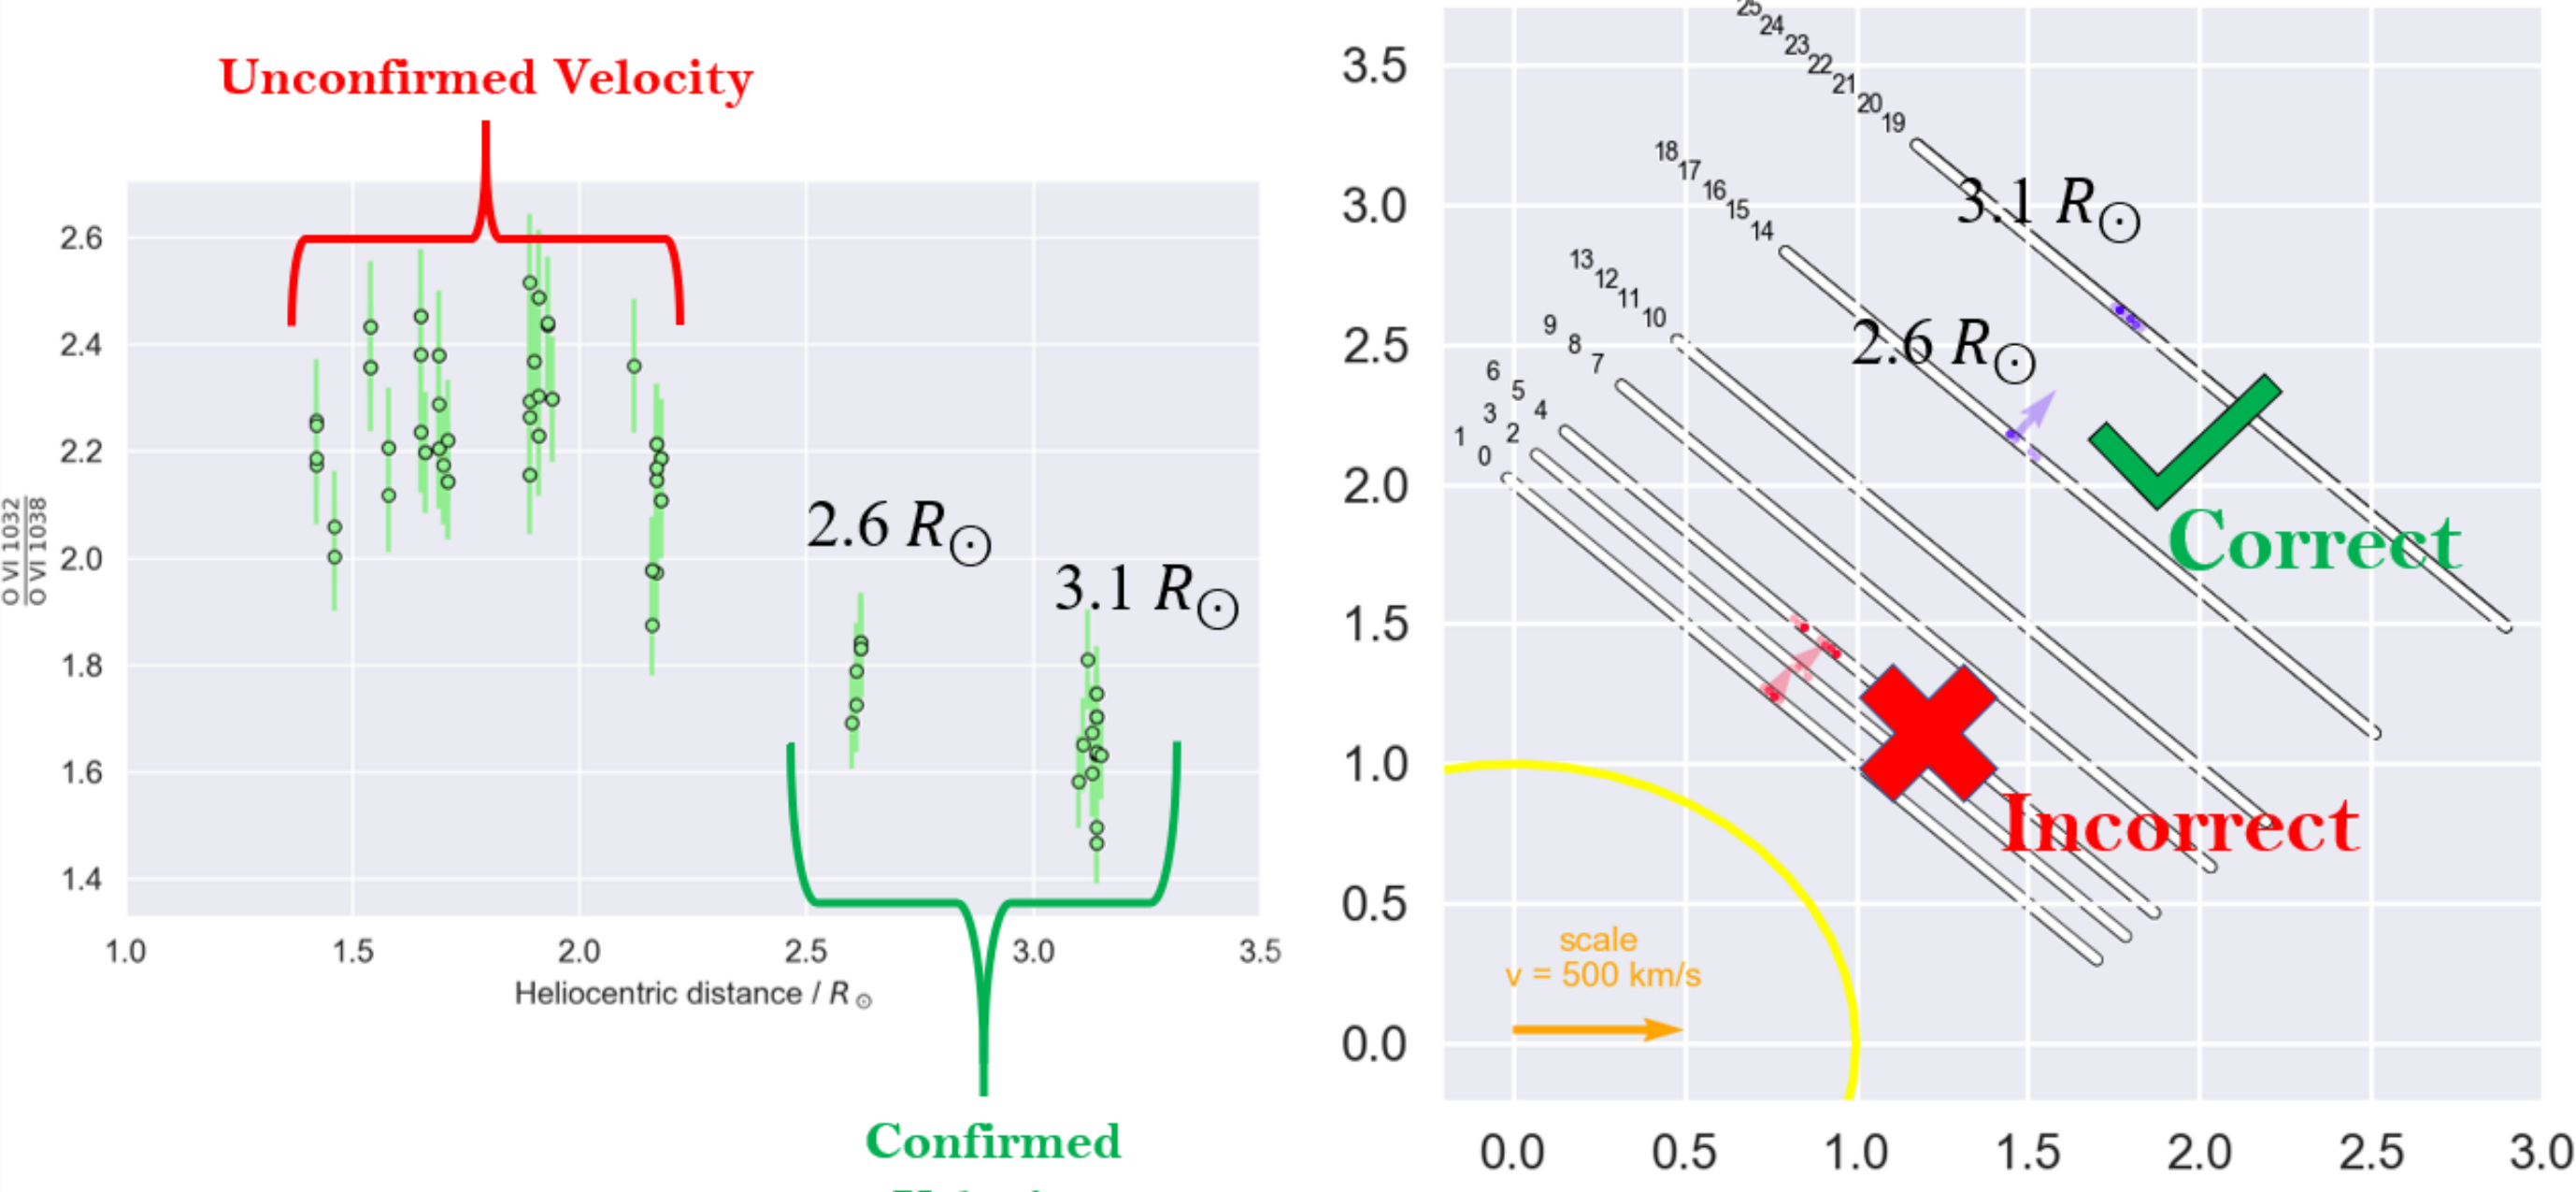 Unconfirmed Velocity
2.6
2.4
2.2
2.0
1.8
1.6
1.4
O VI 1032
O VI 1038
2.6 R☉
3.1 R☉
1.0 1.5 2.0 2.5 3.0 3.5
Heliocentric distance / R☉
Confirmed
3.5
3.0
2.5
2.0
1.5
1.0
0.5
0.0
25
24
23
22
21
20
19
18
17
16
15
14
13
12
11
10
9
8
7
6
5
4
3
2
1
0
3.1 R☉
2.6 R☉
Correct
Incorrect
scale
v = 500 km/s
0.0 0.5 1.0 1.5 2.0 2.5 3.0